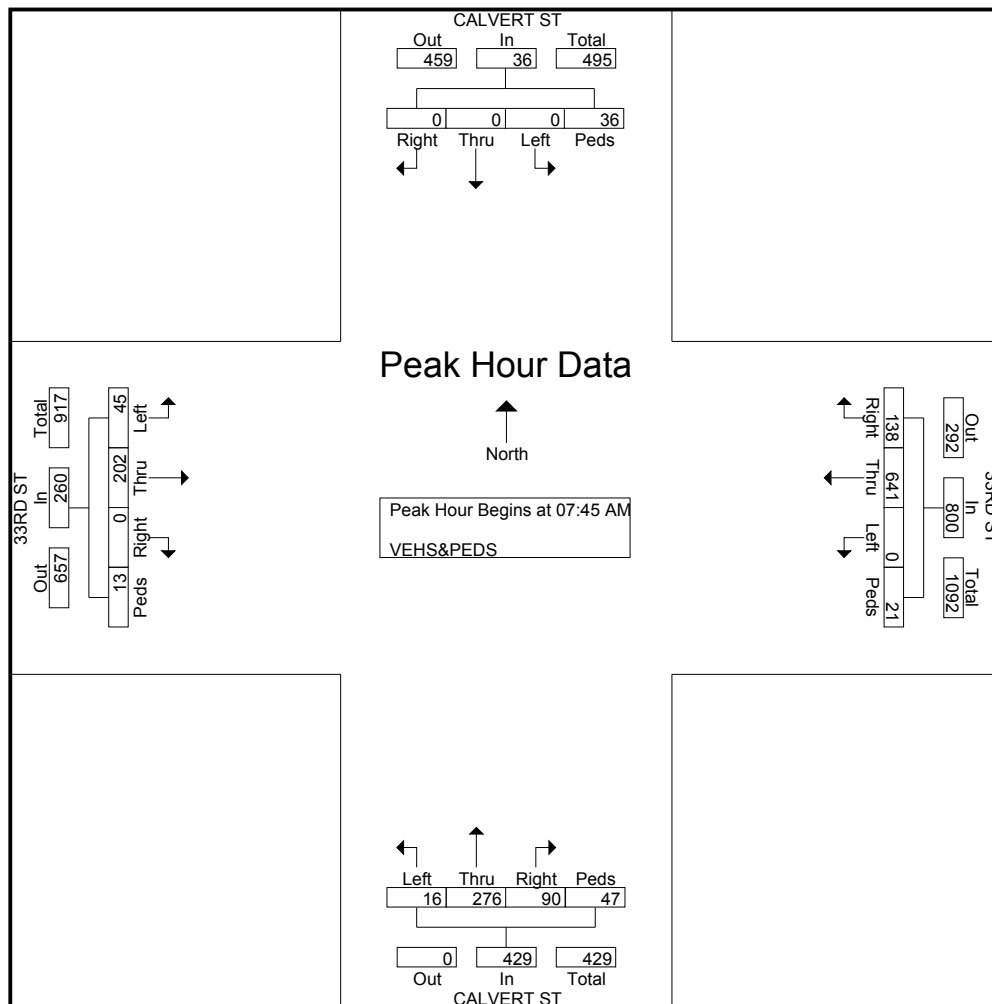 CALVERT ST
Out In Total
459 36 495
0 0 0 36
Right Thru Left Peds
Peak Hour Data
North
Peak Hour Begins at 07:45 AM
VEHS&PEDS
33RD ST
Total In Out
917 260 657
45 202 0 13
Left Thru Right Peds
Right Thru Left Peds
138 641 0 21
Out In Total
292 800 1092
33RD ST
Left Thru Right Peds
16 276 90 47
0 429 429
Out In Total
CALVERT ST